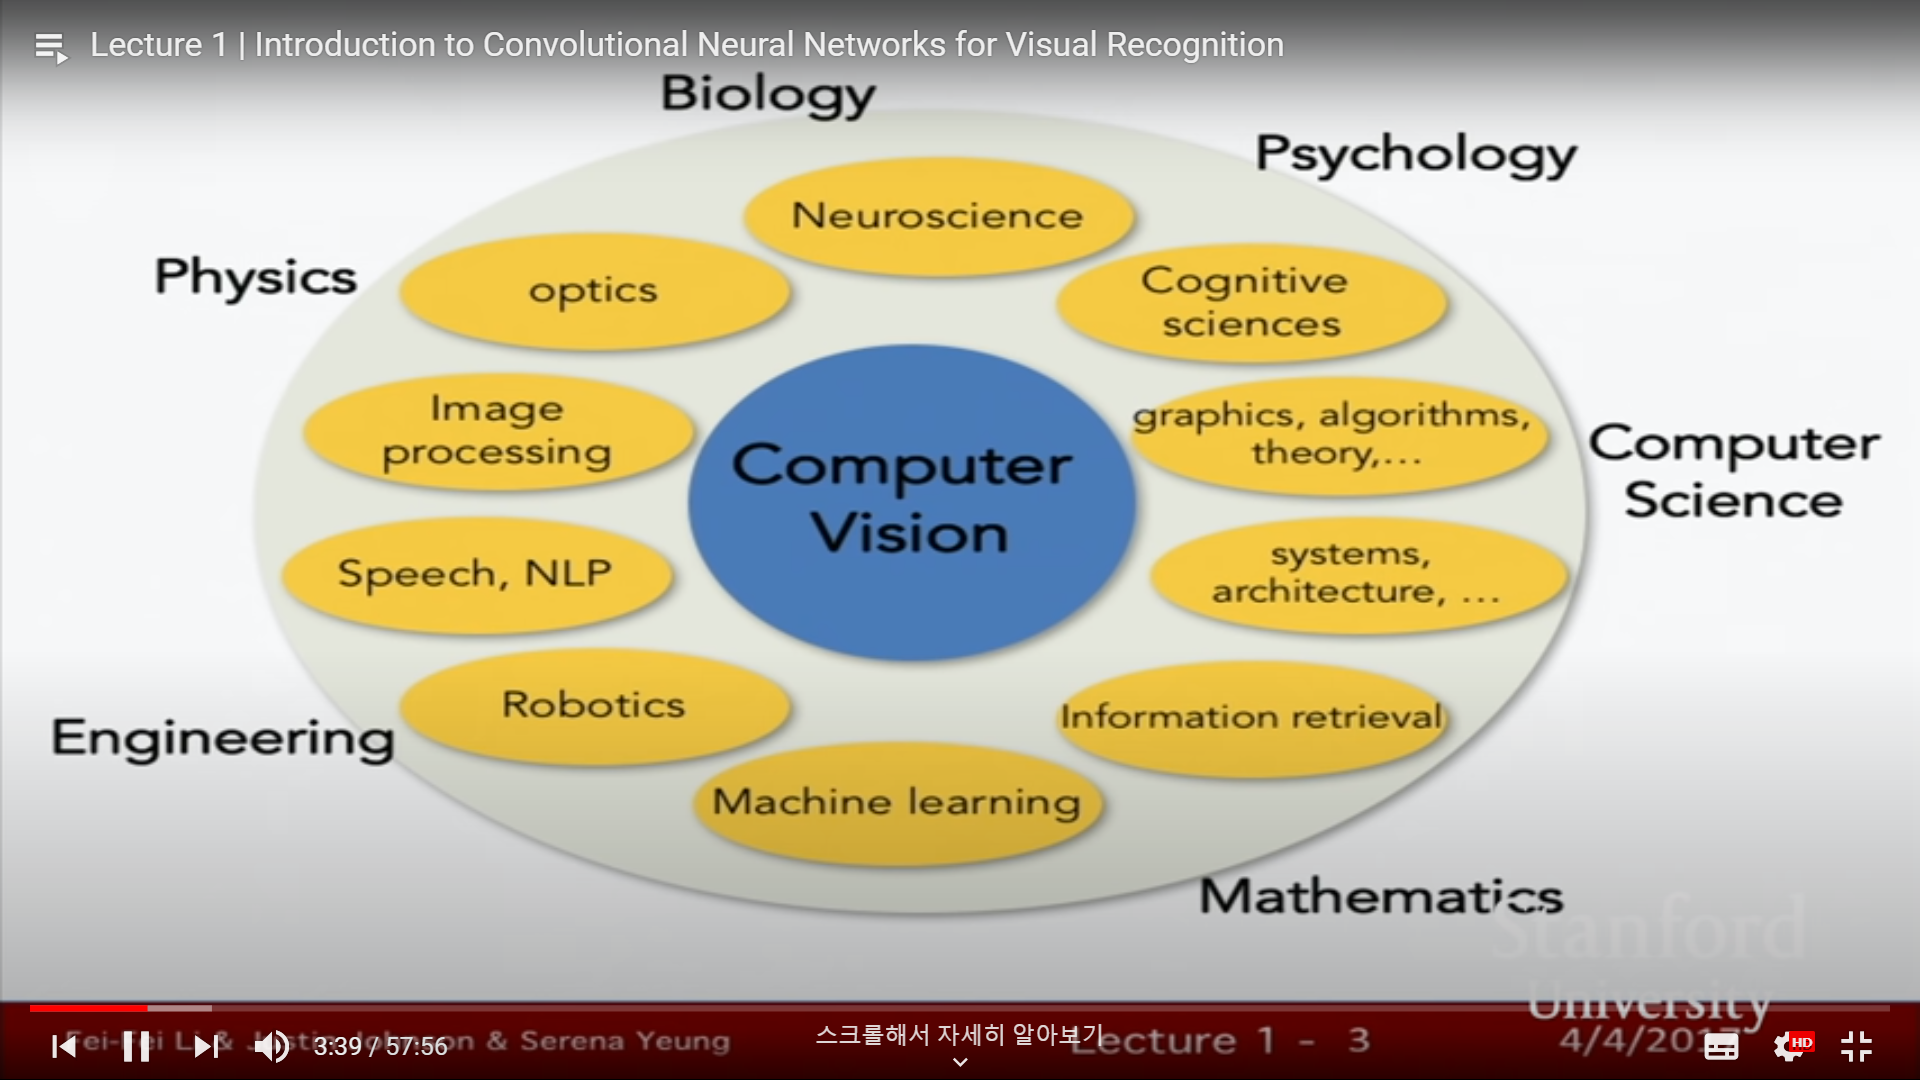 Lecture 1 | Introduction to Convolutional Neural Networks for Visual Recognition
Biology
Psychology
Neuroscience
Physics
optics
Cognitive
sciences
Image
processing
graphics, algorithms,
theory,...
Computer
Science
Computer
Vision
Speech, NLP
systems,
architecture, ...
Robotics
Information retrieval
Engineering
Machine learning
Mathematics
Stanford
University
Fei-Fei Li & Justin Johnson & Serena Yeung
3:39 / 57:56
스크롤해서 자세히 알아보기
Lecture 1 - 3
4/4/2017
HD